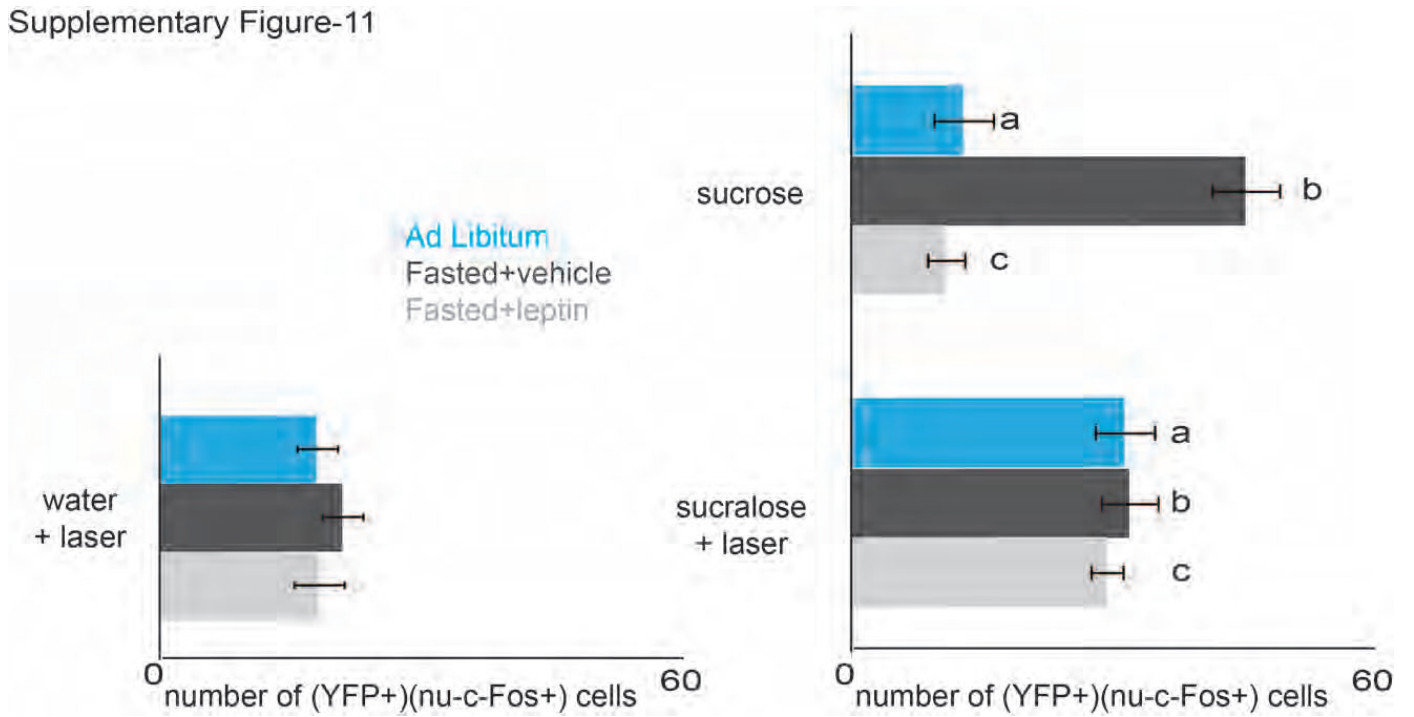 Supplementary Figure-11
Ad Libitum
Fasted+vehicle
Fasted+leptin
water
+ laser
0
60
number of (YFP+)(nu-c-Fos+) cells
sucrose
a
b
c
sucralose
+ laser
a
b
c
0
60
number of (YFP+)(nu-c-Fos+) cells